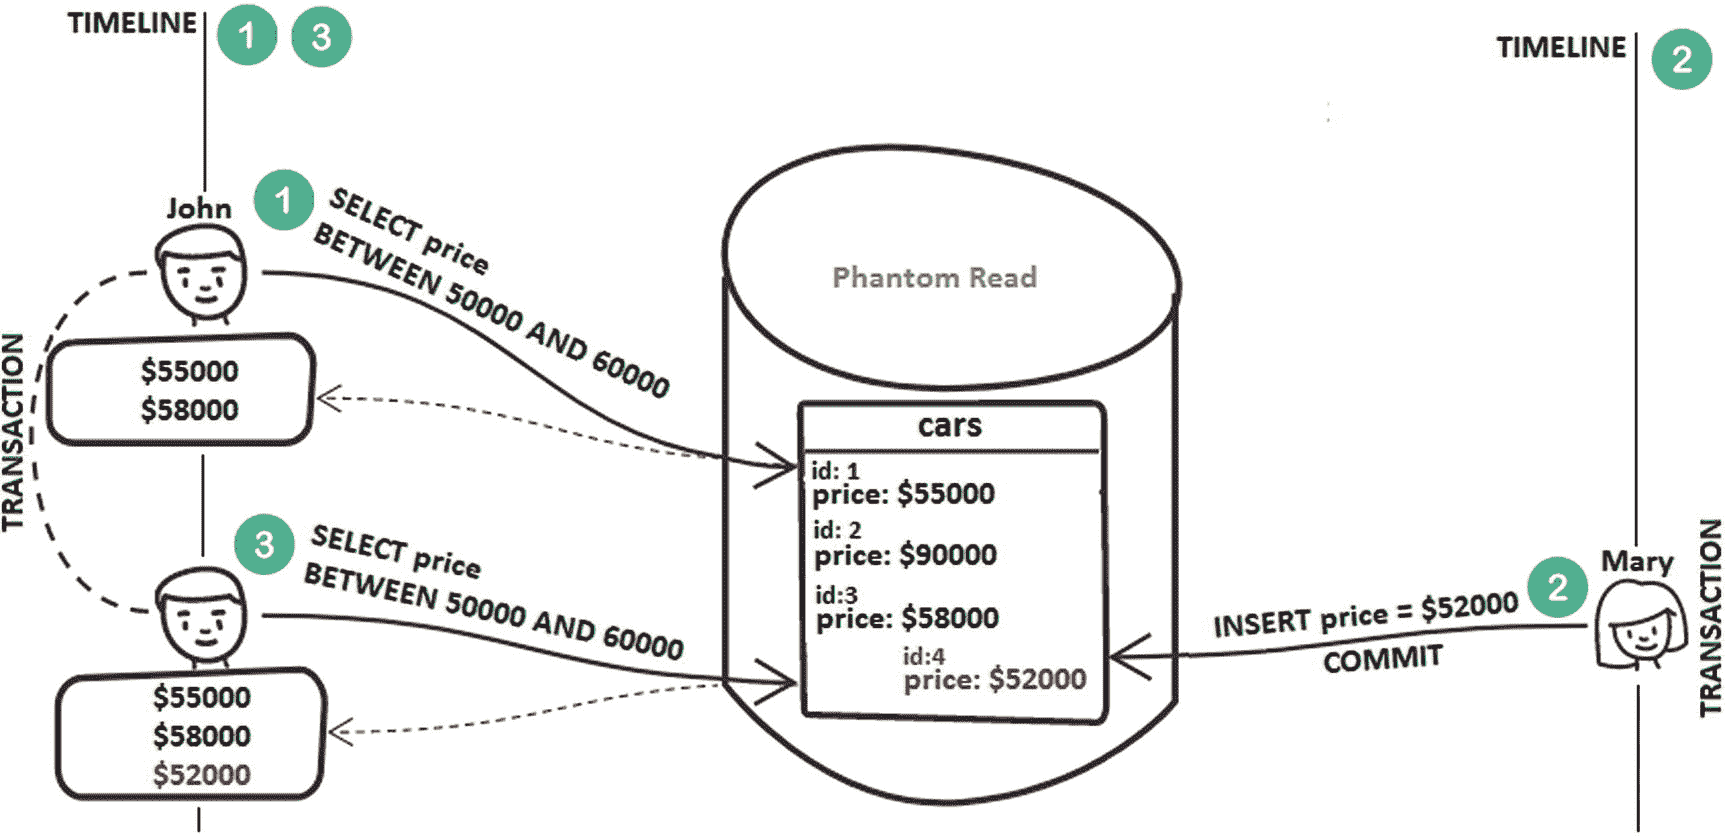 TIMELINE 1 3
TIMELINE 2
John
1
SELECT price
BETWEEN 50000 AND 60000
TRANSACTION
$55000
$58000
Phantom Read
cars
id: 1
price: $55000
id: 2
price: $90000
id:3
price: $58000
id:4
price: $52000
3
SELECT price
BETWEEN 50000 AND 60000
$55000
$58000
$52000
Mary
2
INSERT price = $52000
COMMIT
TRANSACTION